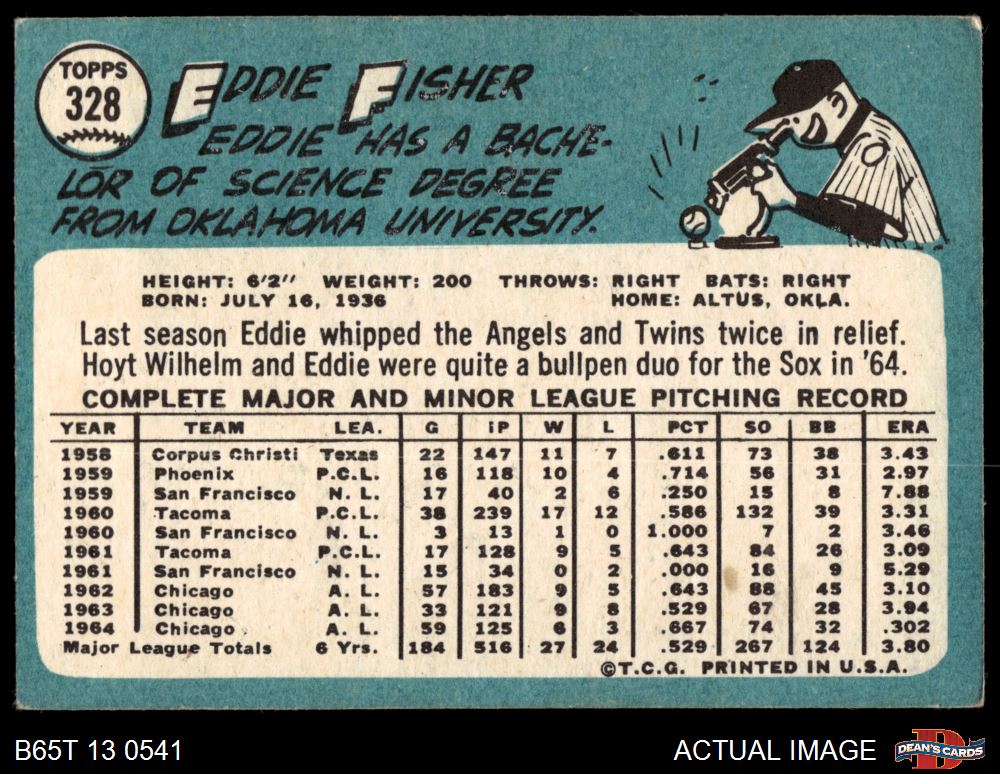 TOPPS
328
EDDIE FISHER
EDDIE HAS A BACHE-
LOR OF SCIENCE DEGREE
FROM OKLAHOMA UNIVERSITY.
HEIGHT: 6'2" WEIGHT: 200 THROWS: RIGHT BATS: RIGHT
BORN: JULY 16, 1936 HOME: ALTUS, OKLA.
Last season Eddie whipped the Angels and Twins twice in relief.
Hoyt Wilhelm and Eddie were quite a bullpen duo for the Sox in '64.
COMPLETE MAJOR AND MINOR LEAGUE PITCHING RECORD
YEAR TEAM LEA. G IP W L PCT SO BB ERA
1958 Corpus Christi Texas 22 147 11 7 .611 73 38 3.43
1959 Phoenix P.C.L. 16 118 10 4 .714 56 31 2.97
1959 San Francisco N. L. 17 40 2 6 .250 15 8 7.88
1960 Tacoma P.C.L. 38 239 17 12 .586 132 39 3.31
1960 San Francisco N. L. 3 13 1 0 1.000 7 2 3.46
1961 Tacoma P.C.L. 17 128 9 5 .643 84 26 3.09
1961 San Francisco N. L. 15 34 0 2 .000 16 9 5.29
1962 Chicago A. L. 57 183 9 5 .643 88 45 3.10
1963 Chicago A. L. 33 121 9 8 .529 67 28 3.94
1964 Chicago A. L. 59 125 6 3 .667 74 32 .302
Major League Totals 6 Yrs. 184 516 27 24 .529 267 124 3.80
©T.C.G. PRINTED IN U.S.A.
B65T 13 0541
ACTUAL IMAGE
DEAN'S CARDS